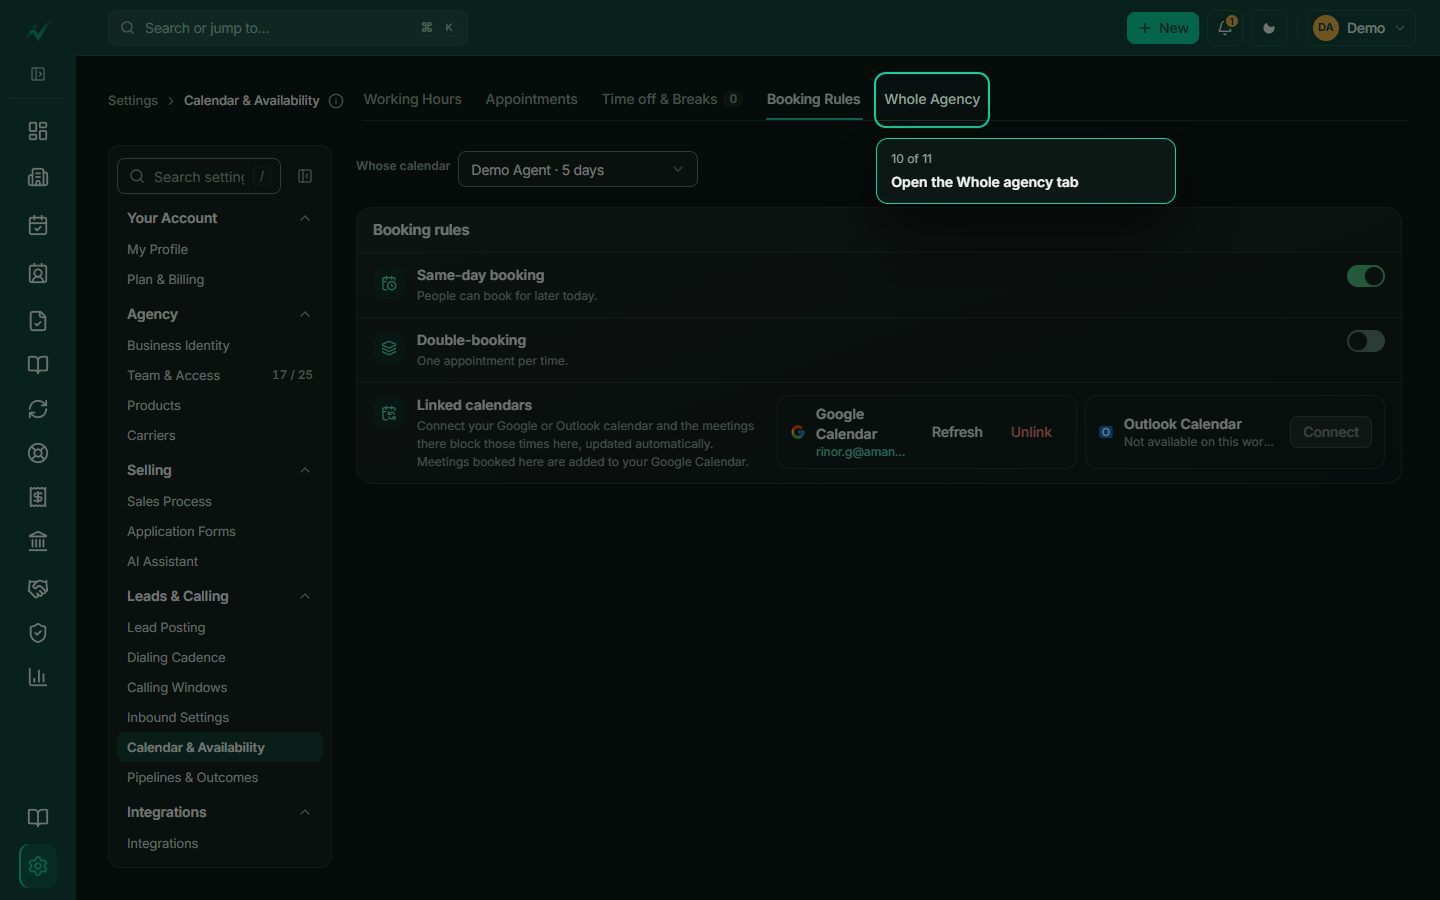 Search or jump to...
⌘ K
New
1
DA
Demo
Settings
Calendar & Availability
Working Hours
Appointments
Time off & Breaks 0
Booking Rules
Whole Agency
10 of 11
Open the Whole agency tab
Search setting
/
Your Account
My Profile
Plan & Billing
Agency
Business Identity
Team & Access 17 / 25
Products
Carriers
Selling
Sales Process
Application Forms
AI Assistant
Leads & Calling
Lead Posting
Dialing Cadence
Calling Windows
Inbound Settings
Calendar & Availability
Pipelines & Outcomes
Integrations
Integrations
Whose calendar
Demo Agent · 5 days
Booking rules
Same-day booking
People can book for later today.
Double-booking
One appointment per time.
Linked calendars
Connect your Google or Outlook calendar and the meetings
there block those times here, updated automatically.
Meetings booked here are added to your Google Calendar.
Google
Calendar
rinor.g@aman...
Refresh
Unlink
Outlook Calendar
Not available on this wor...
Connect